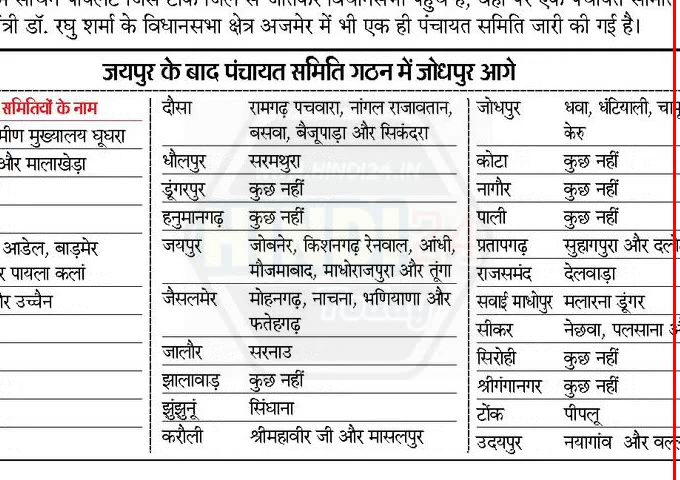 मंत्री डॉ. रघु शर्मा के विधानसभा क्षेत्र अजमेर में भी एक ही पंचायत समिति जारी की गई है।
जयपुर के बाद पंचायत समिति गठन में जोधपुर आगे
समितियों के नाम
मुख्यालय घूघरा
और मालाखेड़ा
आडेल, बाड़मेर
पायला कलां
उच्चैन
दौसा रामगढ़ पचवारा, नांगल राजावतान,
बसवा, बैजूपाड़ा और सिकंदरा
धौलपुर सरमथुरा
डूंगरपुर कुछ नहीं
हनुमानगढ़ कुछ नहीं
जयपुर जोबनेर, किशनगढ़ रेनवाल, आंधी,
मौजमाबाद, माधोराजपुरा और तूंगा
जैसलमेर मोहनगढ़, नाचना, भणियाणा और
फतेहगढ़
जालौर सरनाउ
झालावाड़ कुछ नहीं
झुंझुनूं सिंघाना
करौली श्रीमहावीर जी और मासलपुर
जोधपुर धवा, धंटियाली,
केरु
कोटा कुछ नहीं
नागौर कुछ नहीं
पाली कुछ नहीं
प्रतापगढ़ सुहागपुरा और
राजसमंद देलवाड़ा
सवाई माधोपुर मलारना डूंगर
सीकर नेछवा, पलसाना
सिरोही कुछ नहीं
श्रीगंगानगर कुछ नहीं
टोंक पीपलू
उदयपुर नयागांव और
HINDI24
Today